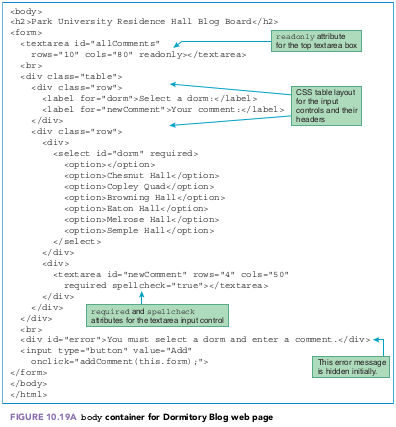 <body>
<h2>Park University Residence Hall Blog Board</h2>
<form>
<textarea id="allComments"
rows="10" cols="80" readonly></textarea>
readonly attribute
for the top textarea box
<br>
<div class="table">
<div class="row">
<label for="dorm">Select a dorm:</label>
<label for="newComment">Your comment:</label>
</div>
CSS table layout
for the input
controls and their
headers
<div class="row">
<div>
<select id="dorm" required>
<option></option>
<option>Chesnut Hall</option>
<option>Copley Quad</option>
<option>Browning Hall</option>
<option>Eaton Hall</option>
<option>Melrose Hall</option>
<option>Semple Hall</option>
</select>
</div>
<div>
<textarea id="newComment" rows="4" cols="50"
required spellcheck="true"></textarea>
</div>
</div>
</div>
required and spellcheck
attributes for the textarea input control
<br>
<div id="error">You must select a dorm and enter a comment.</div>
<input type="button" value="Add"
onclick="addComment(this.form);">
</form>
</body>
</html>
This error message
is hidden initially.
FIGURE 10.19A body container for Dormitory Blog web page